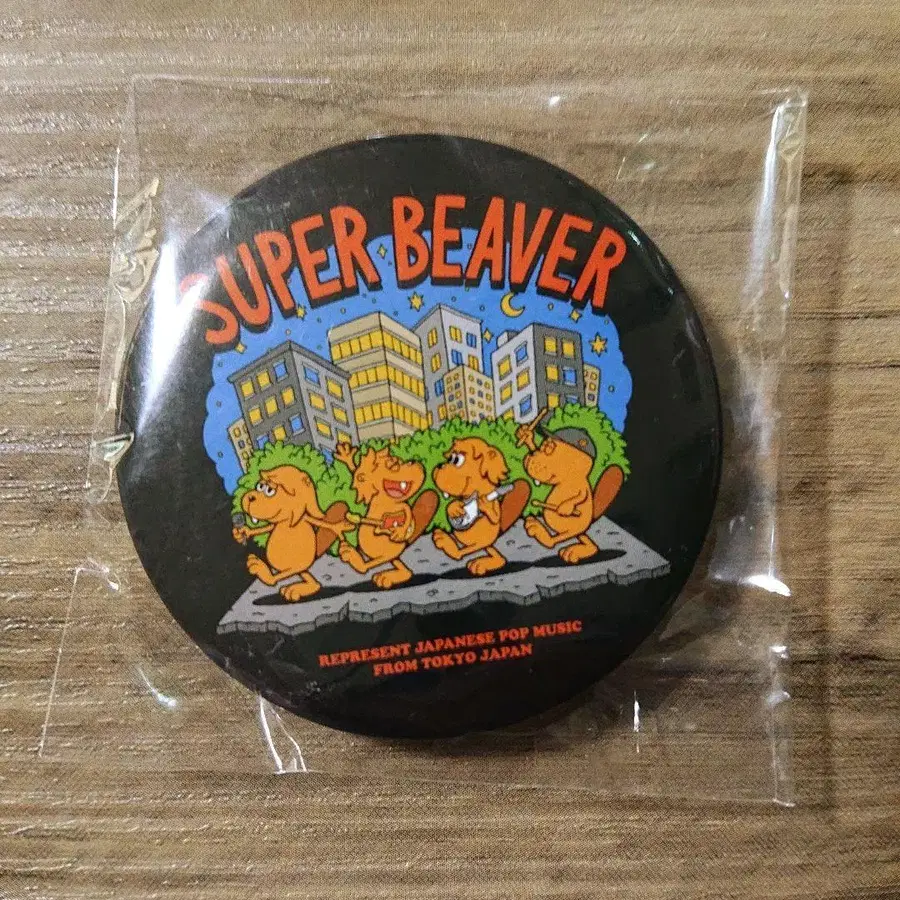 SUPER BEAVER
REPRESENT JAPANESE POP MUSIC
FROM TOKYO JAPAN